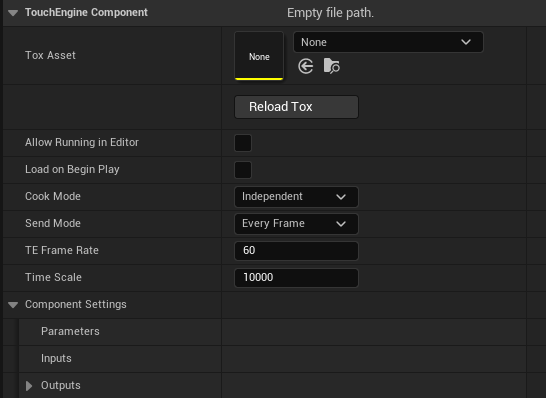 TouchEngine Component Empty file path.
Tox Asset None None
Reload Tox
Allow Running in Editor
Load on Begin Play
Cook Mode Independent
Send Mode Every Frame
TE Frame Rate 60
Time Scale 10000
Component Settings
Parameters
Inputs
Outputs